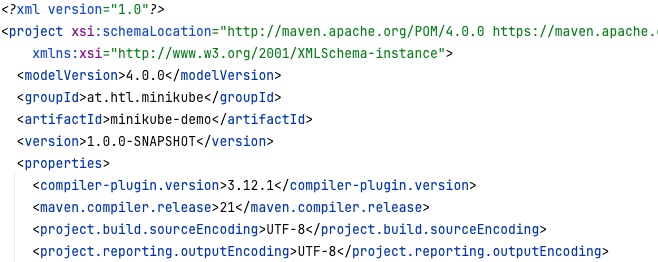 <?xml version="1.0"?>
<project xsi:schemaLocation="http://maven.apache.org/POM/4.0.0 https://maven.apache.
xmlns:xsi="http://www.w3.org/2001/XMLSchema-instance">
<modelVersion>4.0.0</modelVersion>
<groupId>at.htl.minikube</groupId>
<artifactId>minikube-demo</artifactId>
<version>1.0.0-SNAPSHOT</version>
<properties>
<compiler-plugin.version>3.12.1</compiler-plugin.version>
<maven.compiler.release>21</maven.compiler.release>
<project.build.sourceEncoding>UTF-8</project.build.sourceEncoding>
<project.reporting.outputEncoding>UTF-8</project.reporting.outputEncoding>